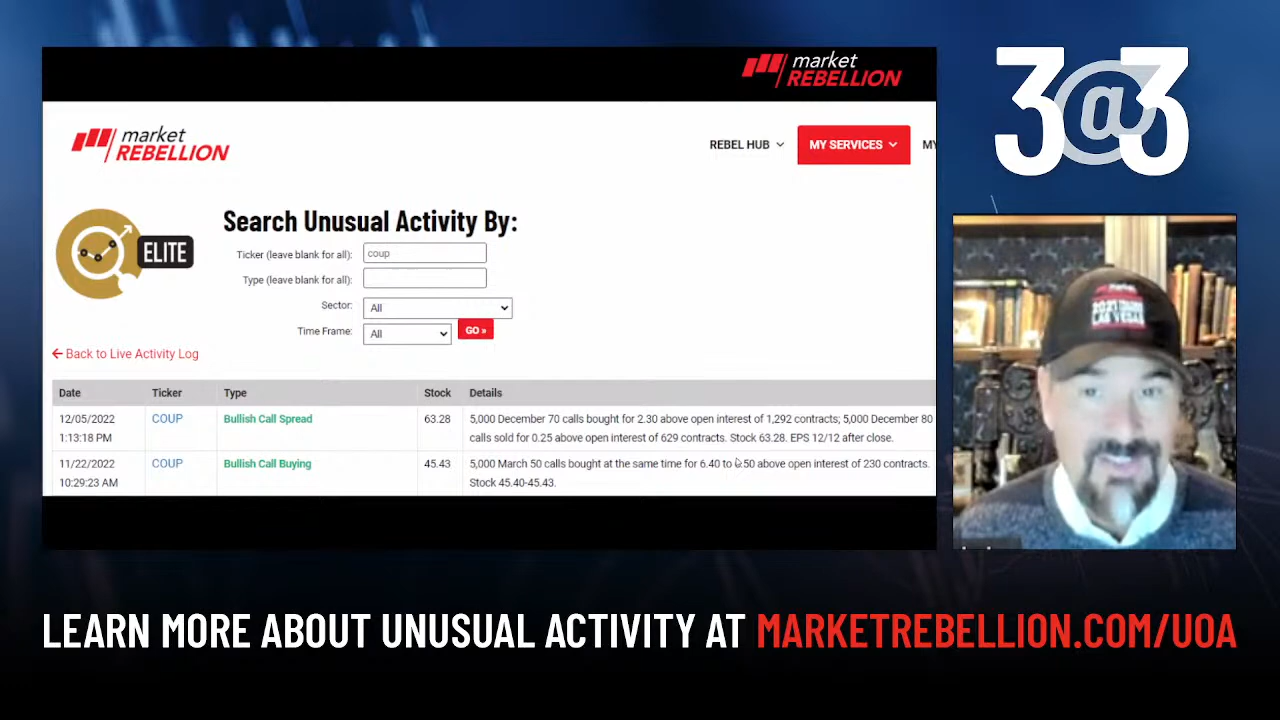 market
REBELLION
3@3
market
REBELLION
REBEL HUB
MY SERVICES
MY
Search Unusual Activity By:
ELITE
Ticker (leave blank for all):
coup
Type (leave blank for all):
Sector:
All
Time Frame:
All
GO »
Back to Live Activity Log
Date Ticker Type Stock Details
12/05/2022 COUP Bullish Call Spread 63.28 5,000 December 70 calls bought for 2.30 above open interest of 1,292 contracts; 5,000 December 80
1:13:18 PM calls sold for 0.25 above open interest of 629 contracts. Stock 63.28. EPS 12/12 after close.
11/22/2022 COUP Bullish Call Buying 45.43 5,000 March 50 calls bought at the same time for 6.40 to 6.50 above open interest of 230 contracts.
10:29:23 AM Stock 45.40-45.43.
LAS VEGAS
LEARN MORE ABOUT UNUSUAL ACTIVITY AT MARKETREBELLION.COM/UOA